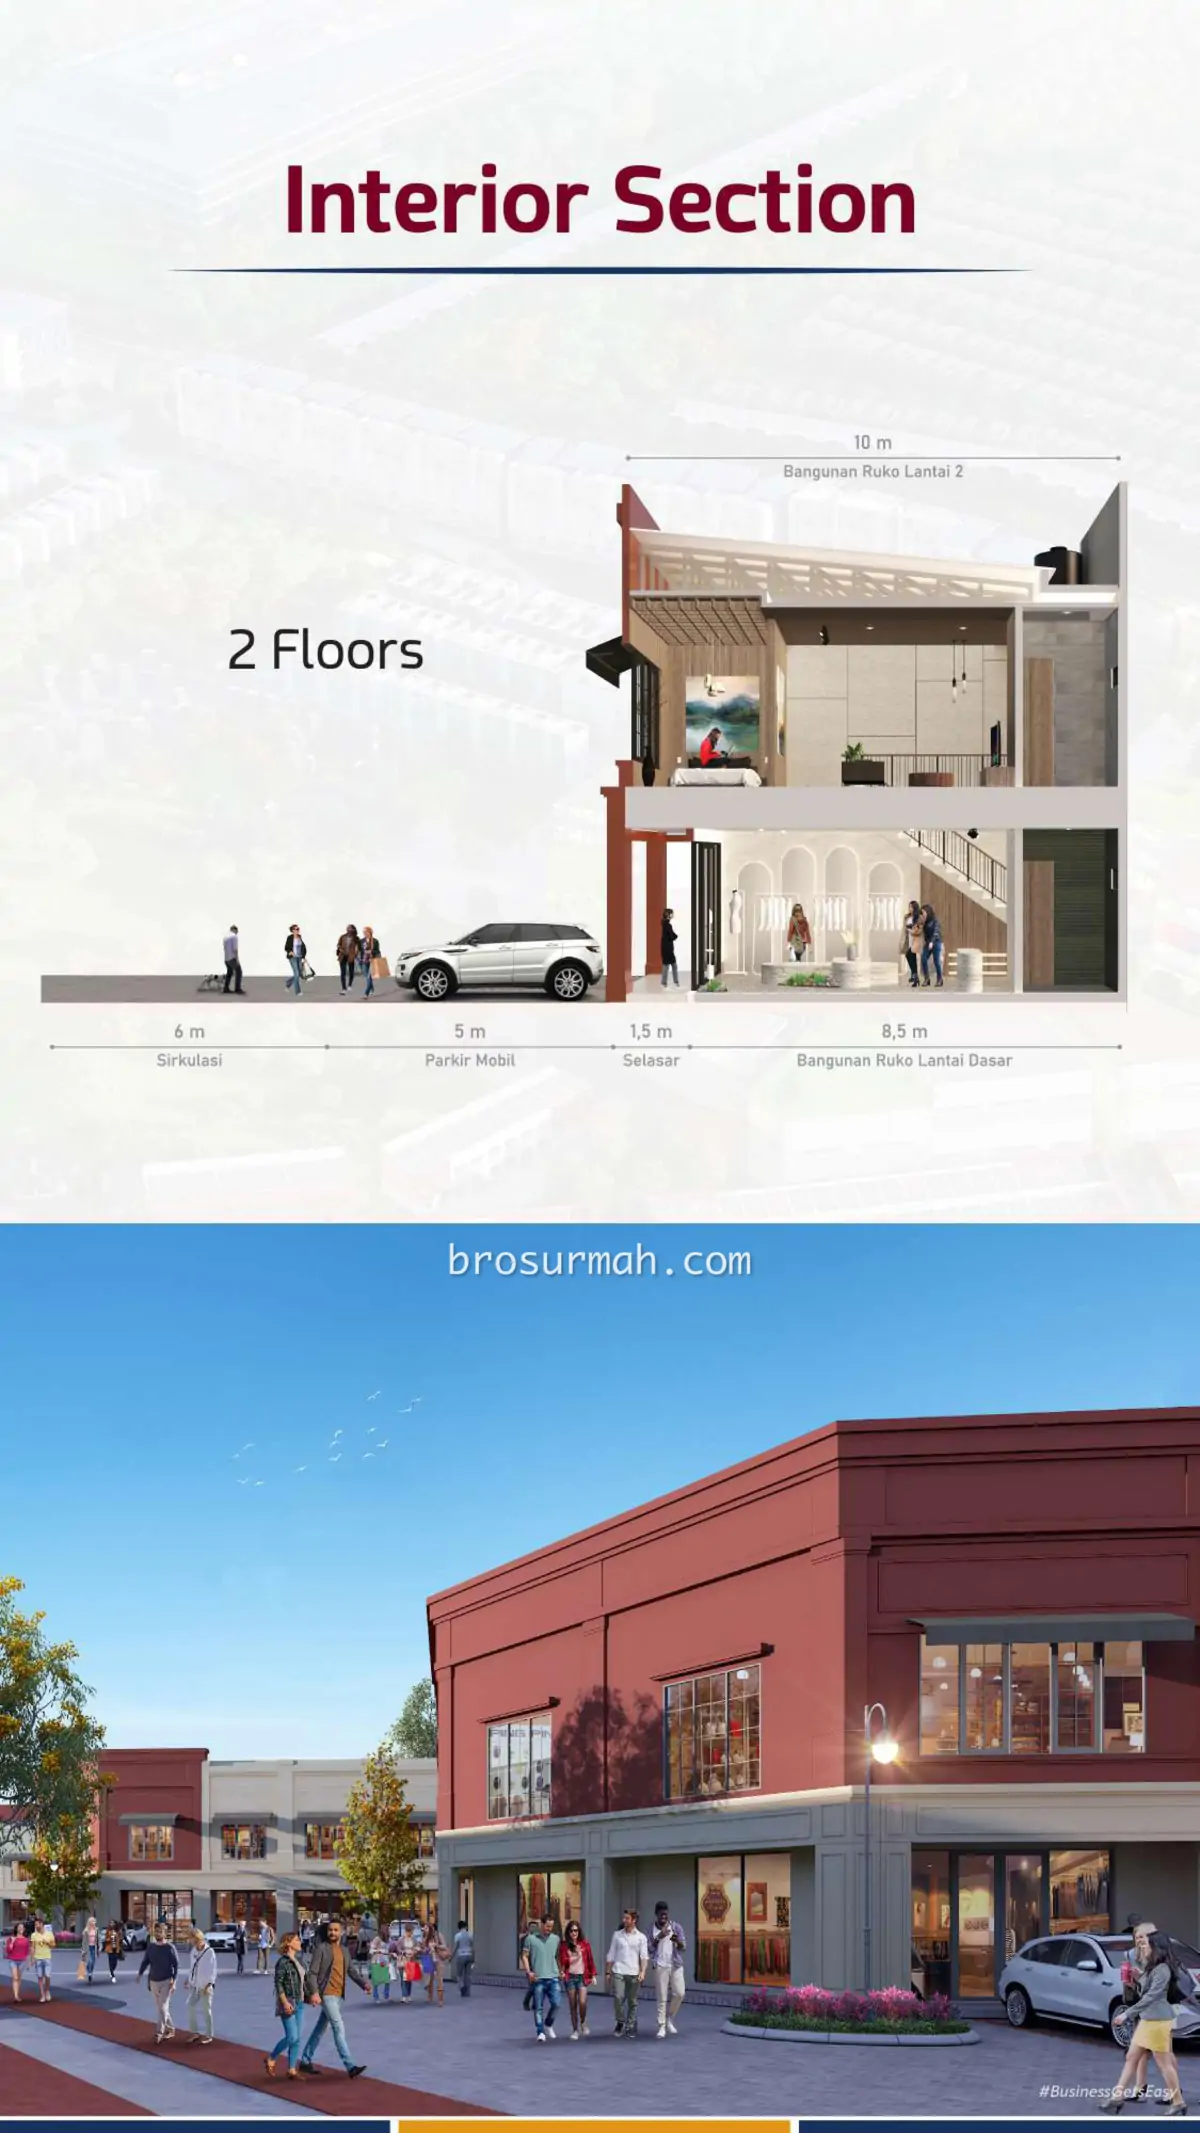 Interior Section
10 m
Bangunan Ruko Lantai 2
2 Floors
6 m
Sirkulasi
5 m
Parkir Mobil
1,5 m
Selasar
8,5 m
Bangunan Ruko Lantai Dasar
brosurmah.com
#BusinessGetsEasy